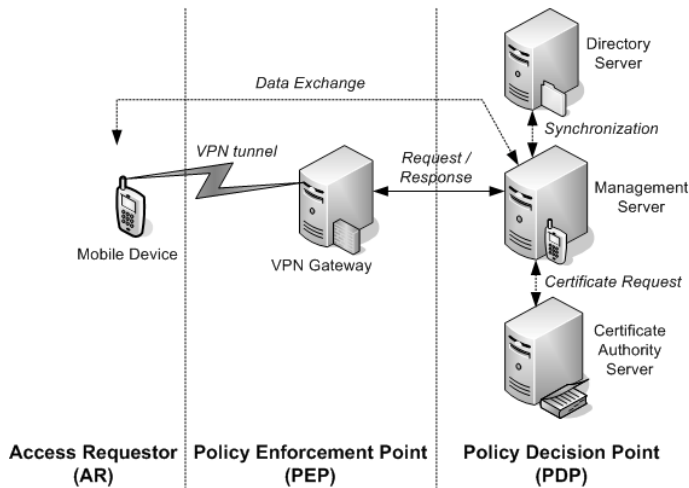 Directory
Server
Data Exchange
Synchronization
VPN tunnel
Request /
Response
Management
Server
Mobile Device
VPN Gateway
Certificate Request
Certificate
Authority
Server
Access Requestor
(AR)
Policy Enforcement Point
(PEP)
Policy Decision Point
(PDP)